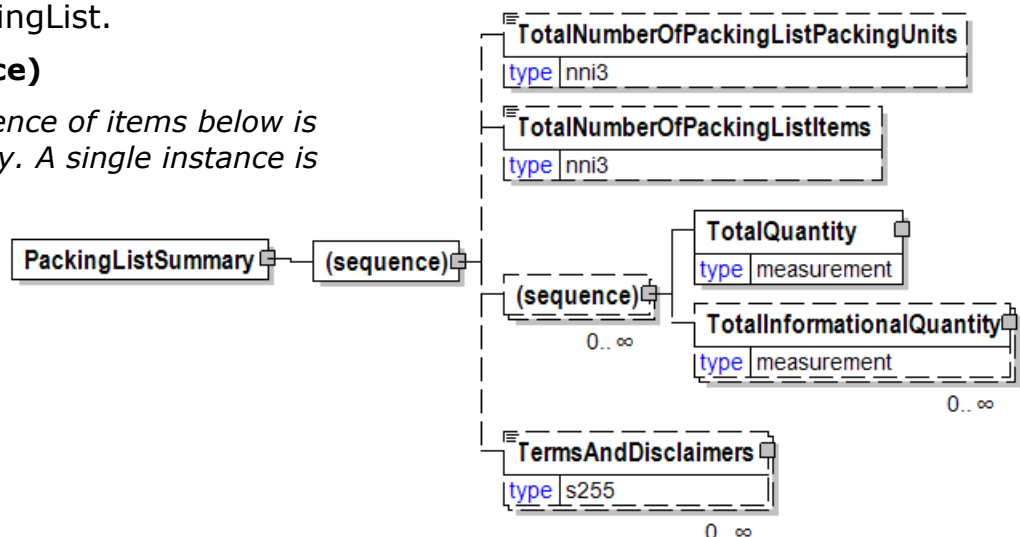 ingList.
ce)
ence of items below is
y. A single instance is
TotalNumberOfPackingListPackingUnits
type nni3
TotalNumberOfPackingListItems
type nni3
PackingListSummary
(sequence)
(sequence)
0.. ∞
TotalQuantity
type measurement
TotalInformationalQuantity
type measurement
0.. ∞
TermsAndDisclaimers
type s255
0.. ∞